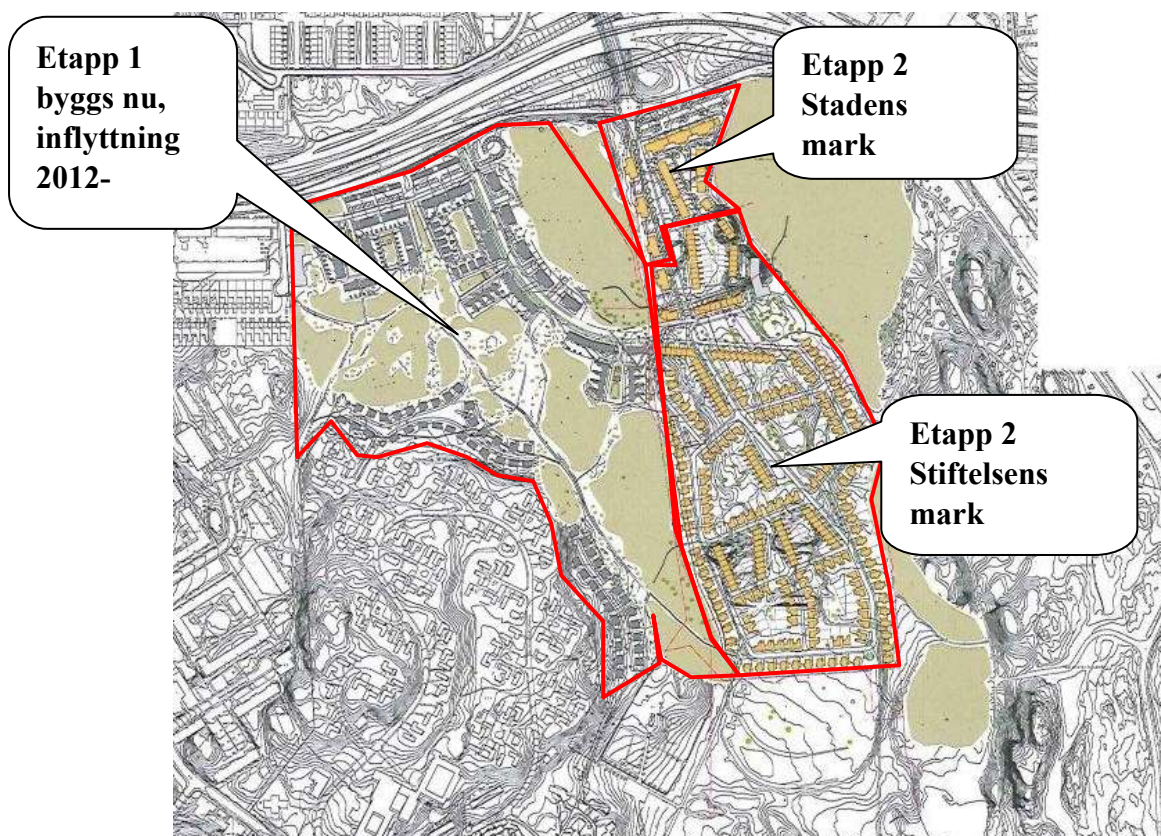 Etapp 1
byggs nu,
inflyttning
2012-
Etapp 2
Stadens
mark
Etapp 2
Stiftelsens
mark